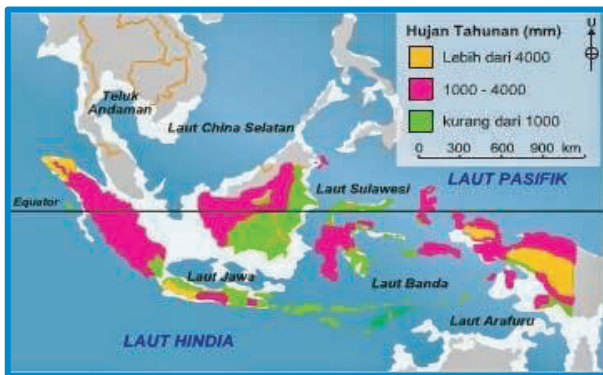 Hujan Tahunan (mm)
U
Lebih dari 4000
1000 - 4000
kurang dari 1000
0 300 600 900 km
Teluk
Andaman
Laut China Selatan
Laut Sulawesi
LAUT PASIFIK
Equator
Laut Jawa
Laut Banda
Laut Arafuru
LAUT HINDIA